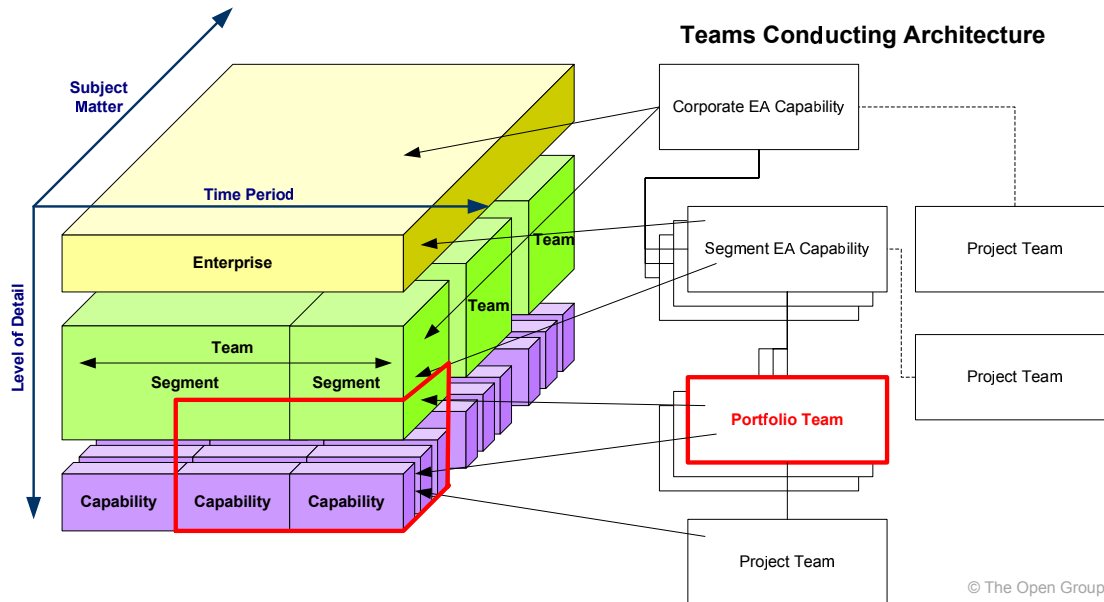 Teams Conducting Architecture
Subject
Matter
Corporate EA Capability
Time Period
Team
Segment EA Capability
Project Team
Enterprise
Level of Detail
Team
Team
Segment
Segment
Project Team
Portfolio Team
Capability
Capability
Capability
Project Team
© The Open Group